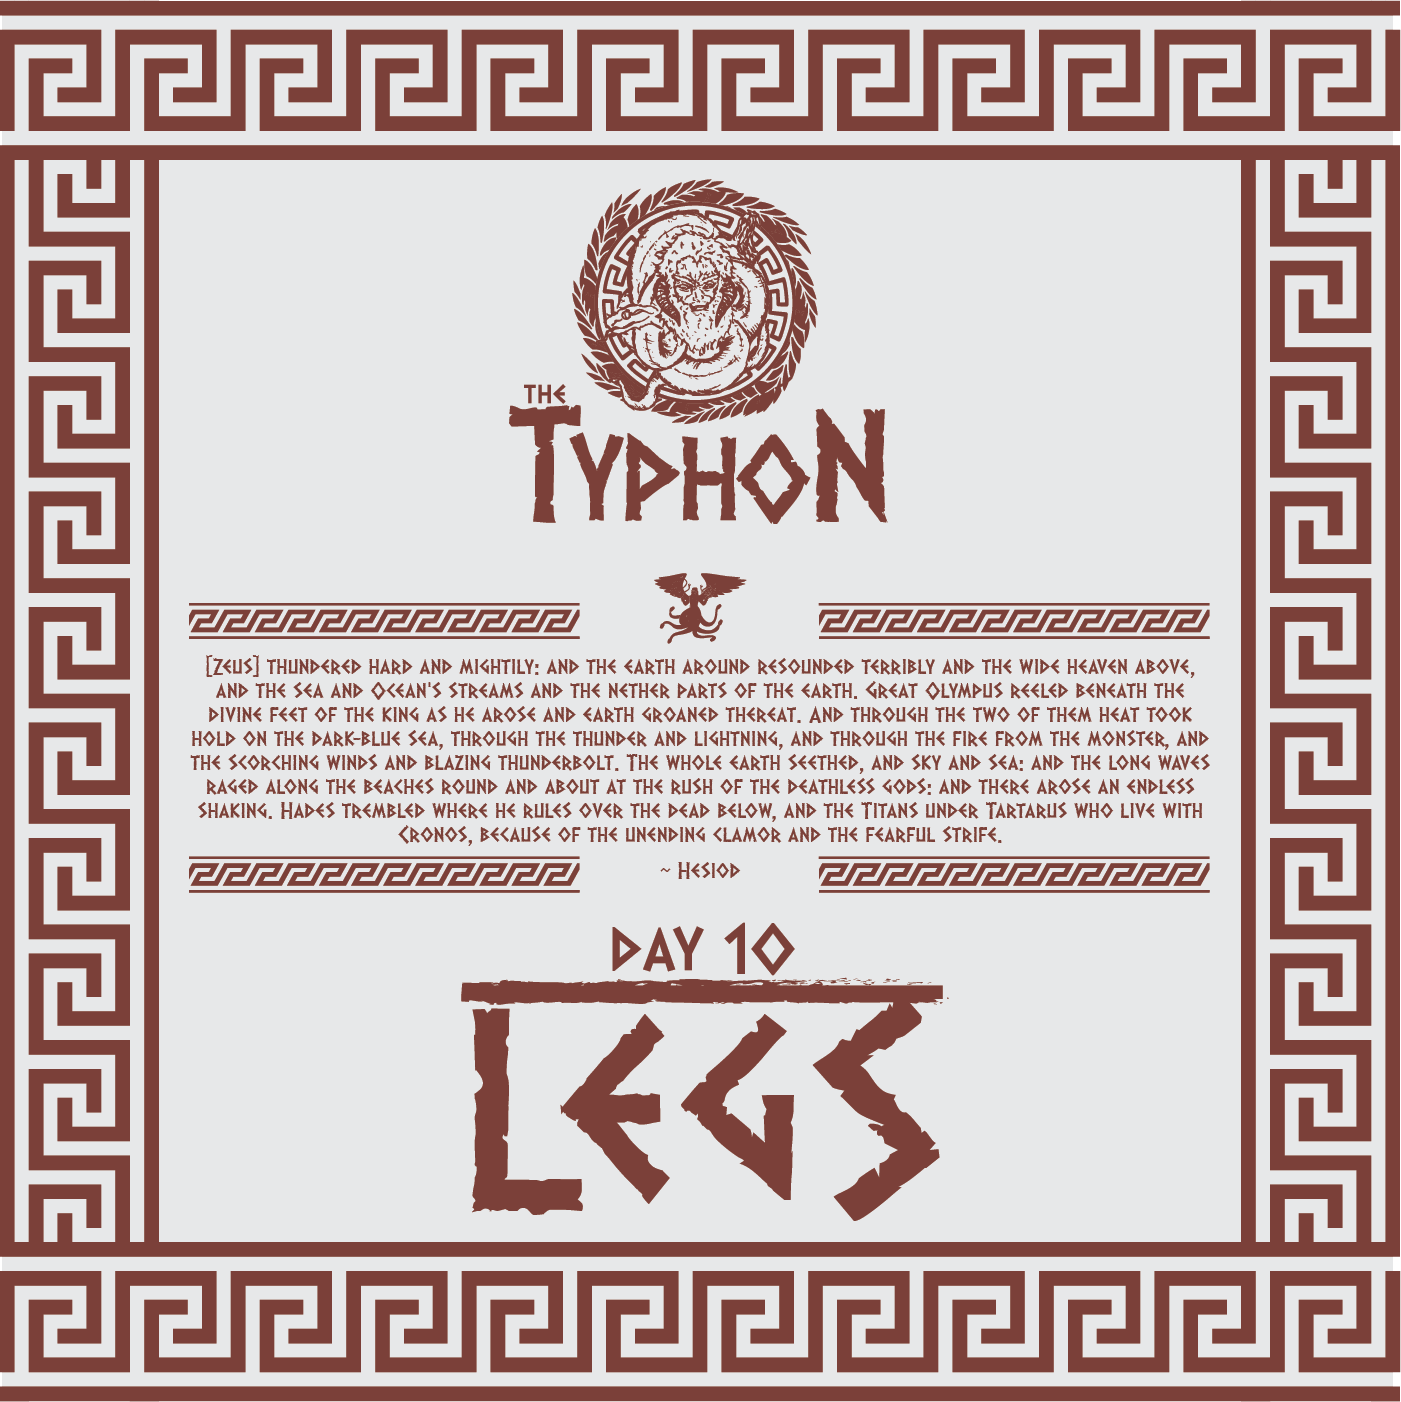 THE
TYPHON
[Zeus] thundered hard and mightily: and the earth around resounded terribly and the wide heaven above,
and the sea and Ocean's streams and the nether parts of the earth. Great Olympus reeled beneath the
divine feet of the king as he arose and earth groaned thereat. And through the two of them heat took
hold on the dark-blue sea, through the thunder and lightning, and through the fire from the monster, and
the scorching winds and blazing thunderbolt. The whole earth seethed, and sky and sea: and the long waves
raged along the beaches round and about at the rush of the deathless gods: and there arose an endless
shaking. Hades trembled where he rules over the dead below, and the Titans under Tartarus who live with
Cronos, because of the unending clamor and the fearful strife.
~ Hesiod
DAY 10
LEGS